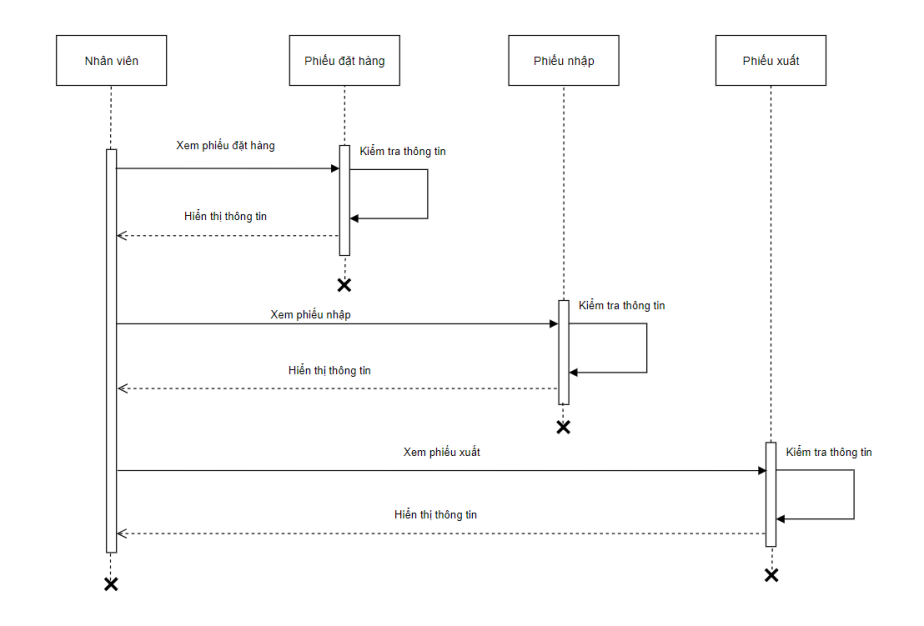 Nhân viên
Phiếu đặt hàng
Phiếu nhập
Phiếu xuất
Xem phiếu đặt hàng
Kiểm tra thông tin
Hiển thị thông tin
Xem phiếu nhập
Kiểm tra thông tin
Hiển thị thông tin
Xem phiếu xuất
Kiểm tra thông tin
Hiển thị thông tin